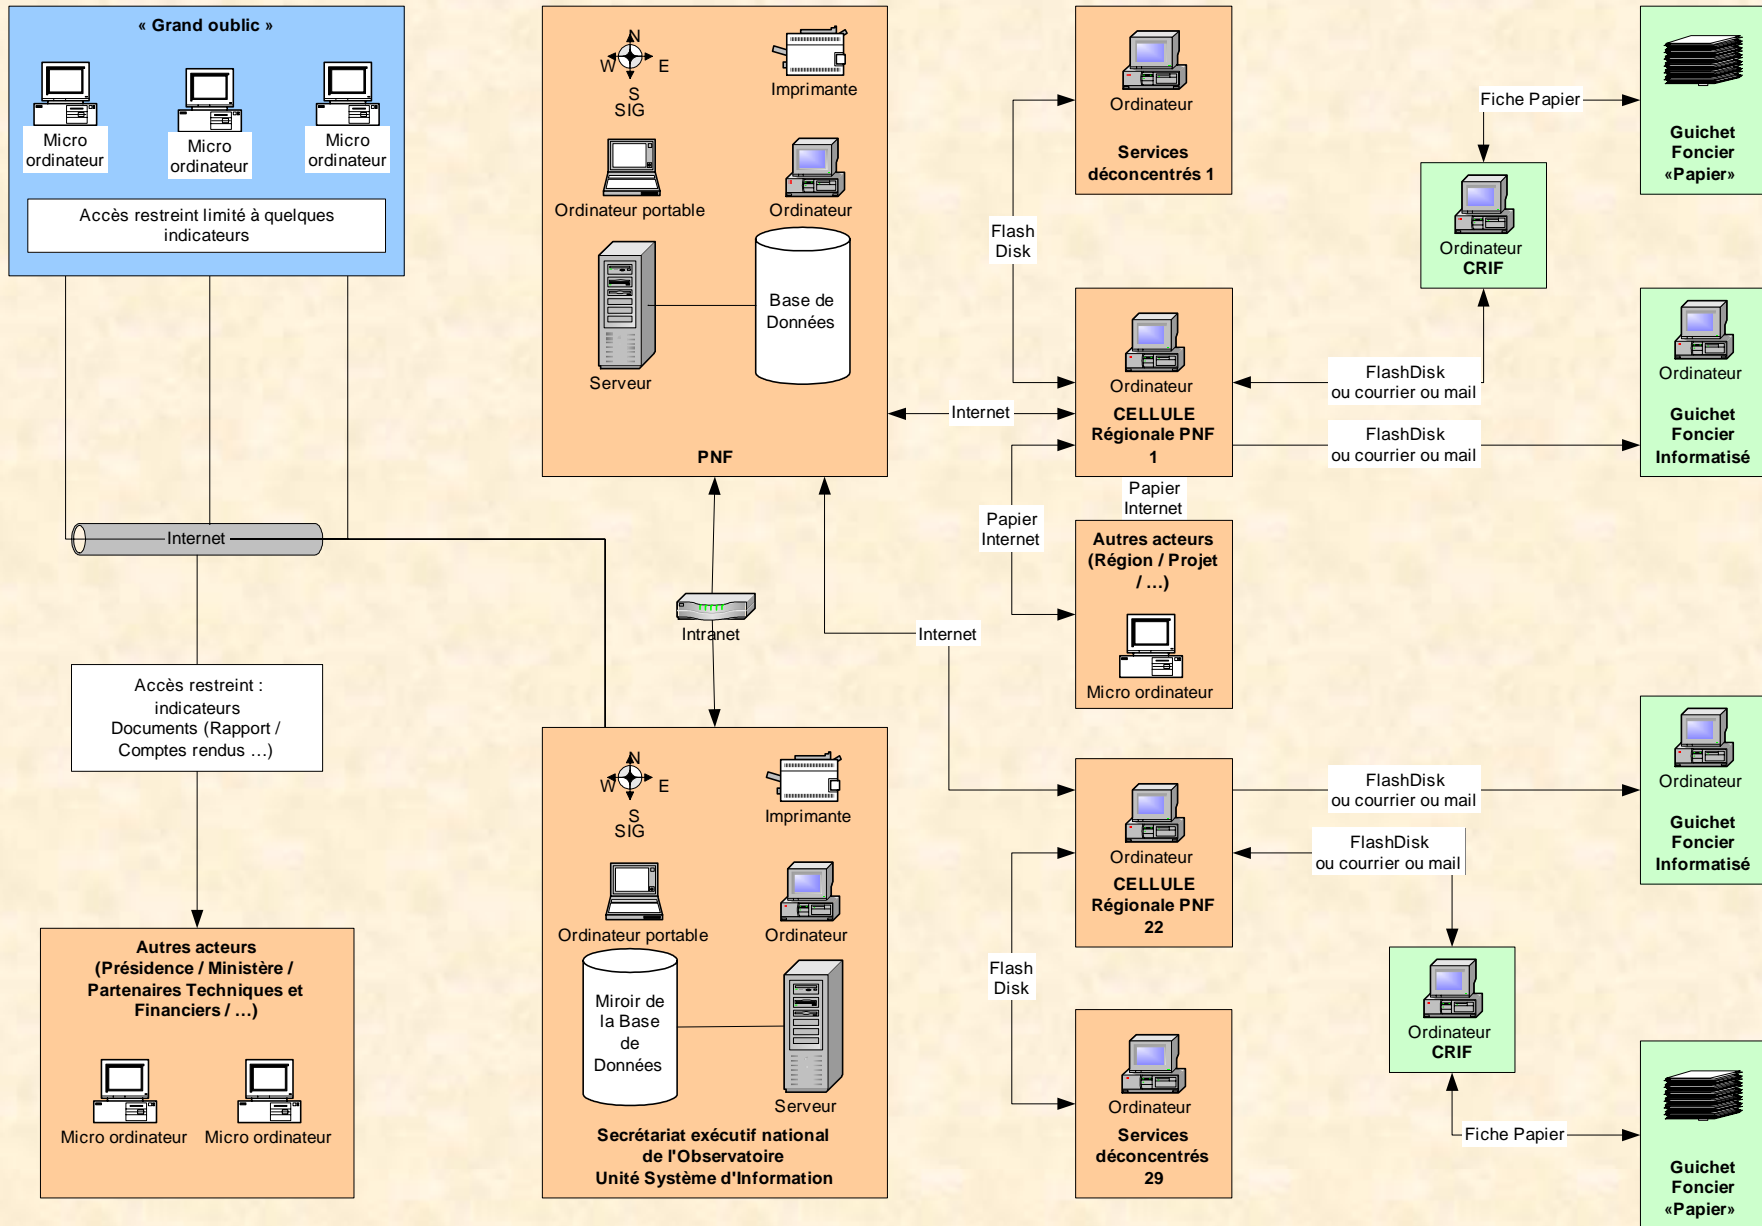 « Grand oublic »
Micro
ordinateur
Micro
ordinateur
Micro
ordinateur
Accès restreint limité à quelques
indicateurs
Internet
Accès restreint :
indicateurs
Documents (Rapport /
Comptes rendus …)
Autres acteurs
(Présidence / Ministère /
Partenaires Techniques et
Financiers / …)
Micro ordinateur
Micro ordinateur
N
W
E
S
SIG
Imprimante
Ordinateur portable
Ordinateur
Base de
Données
Serveur
PNF
Intranet
N
W
E
S
SIG
Imprimante
Ordinateur portable
Ordinateur
Miroir de
la Base
de
Données
Serveur
Secrétariat exécutif national
de l'Observatoire
Unité Système d'Information
Internet
Internet
Ordinateur
Services
déconcentrés 1
Flash
Disk
Ordinateur
CELLULE
Régionale PNF
1
Papier
Internet
Papier
Internet
Autres acteurs
(Région / Projet
/ …)
Micro ordinateur
Ordinateur
CELLULE
Régionale PNF
22
Flash
Disk
Ordinateur
Services
déconcentrés
29
Fiche Papier
Ordinateur
CRIF
FlashDisk
ou courrier ou mail
FlashDisk
ou courrier ou mail
Guichet
Foncier
«Papier»
Ordinateur
Guichet
Foncier
Informatisé
FlashDisk
ou courrier ou mail
FlashDisk
ou courrier ou mail
Ordinateur
Guichet
Foncier
Informatisé
Ordinateur
CRIF
Fiche Papier
Guichet
Foncier
«Papier»